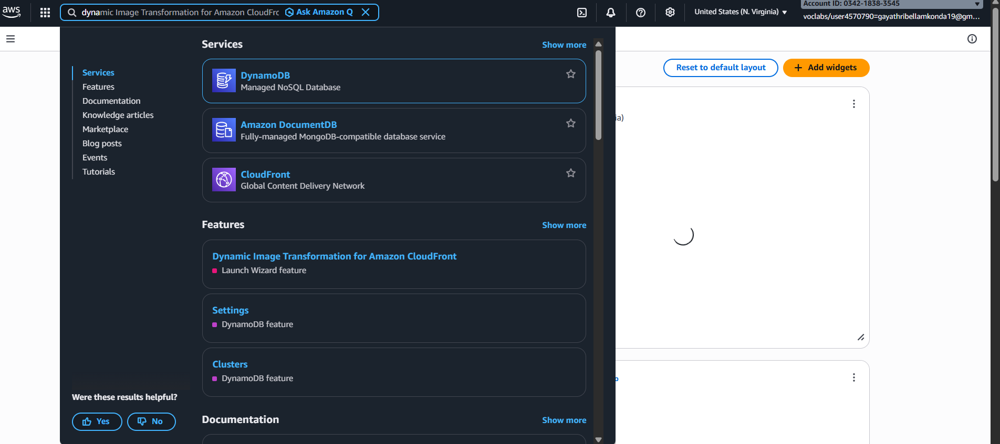 aws
dynamic Image Transformation for Amazon CloudFrc
Ask Amazon Q
United States (N. Virginia)
Account ID: 0342-1838-3545
voclabs/user4570790=gayathribellamkonda19@gm...
Services
Features
Documentation
Knowledge articles
Marketplace
Blog posts
Events
Tutorials
Services
Show more
DynamoDB
Managed NoSQL Database
Amazon DocumentDB
Fully-managed MongoDB-compatible database service
CloudFront
Global Content Delivery Network
Features
Show more
Dynamic Image Transformation for Amazon CloudFront
Launch Wizard feature
Settings
DynamoDB feature
Clusters
DynamoDB feature
Documentation
Show more
Were these results helpful?
Yes
No
Reset to default layout
+ Add widgets
ia)
o